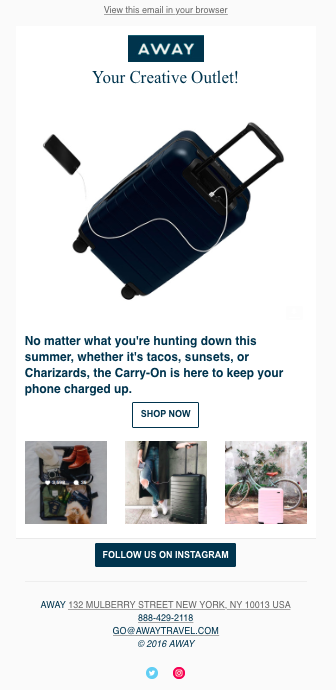 View this email in your browser
AWAY
Your Creative Outlet!
No matter what you're hunting down this
summer, whether it's tacos, sunsets, or
Charizards, the Carry-On is here to keep your
phone charged up.
SHOP NOW
FOLLOW US ON INSTAGRAM
AWAY 132 MULBERRY STREET NEW YORK, NY 10013 USA
888-429-2118
GO@AWAYTRAVEL.COM
© 2016 AWAY